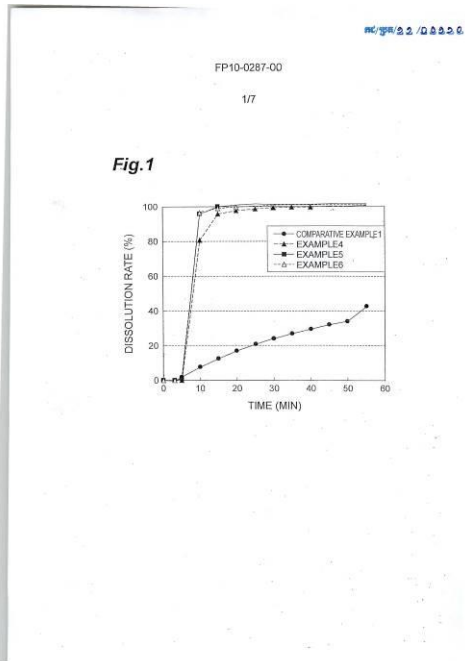 FP10-0287-00
1/7
Fig.1
DISSOLUTION RATE (%)
100
80
60
40
20
0
COMPARATIVE EXAMPLE1
EXAMPLE4
EXAMPLE5
EXAMPLE6
0 10 20 30 40 50 60
TIME (MIN)